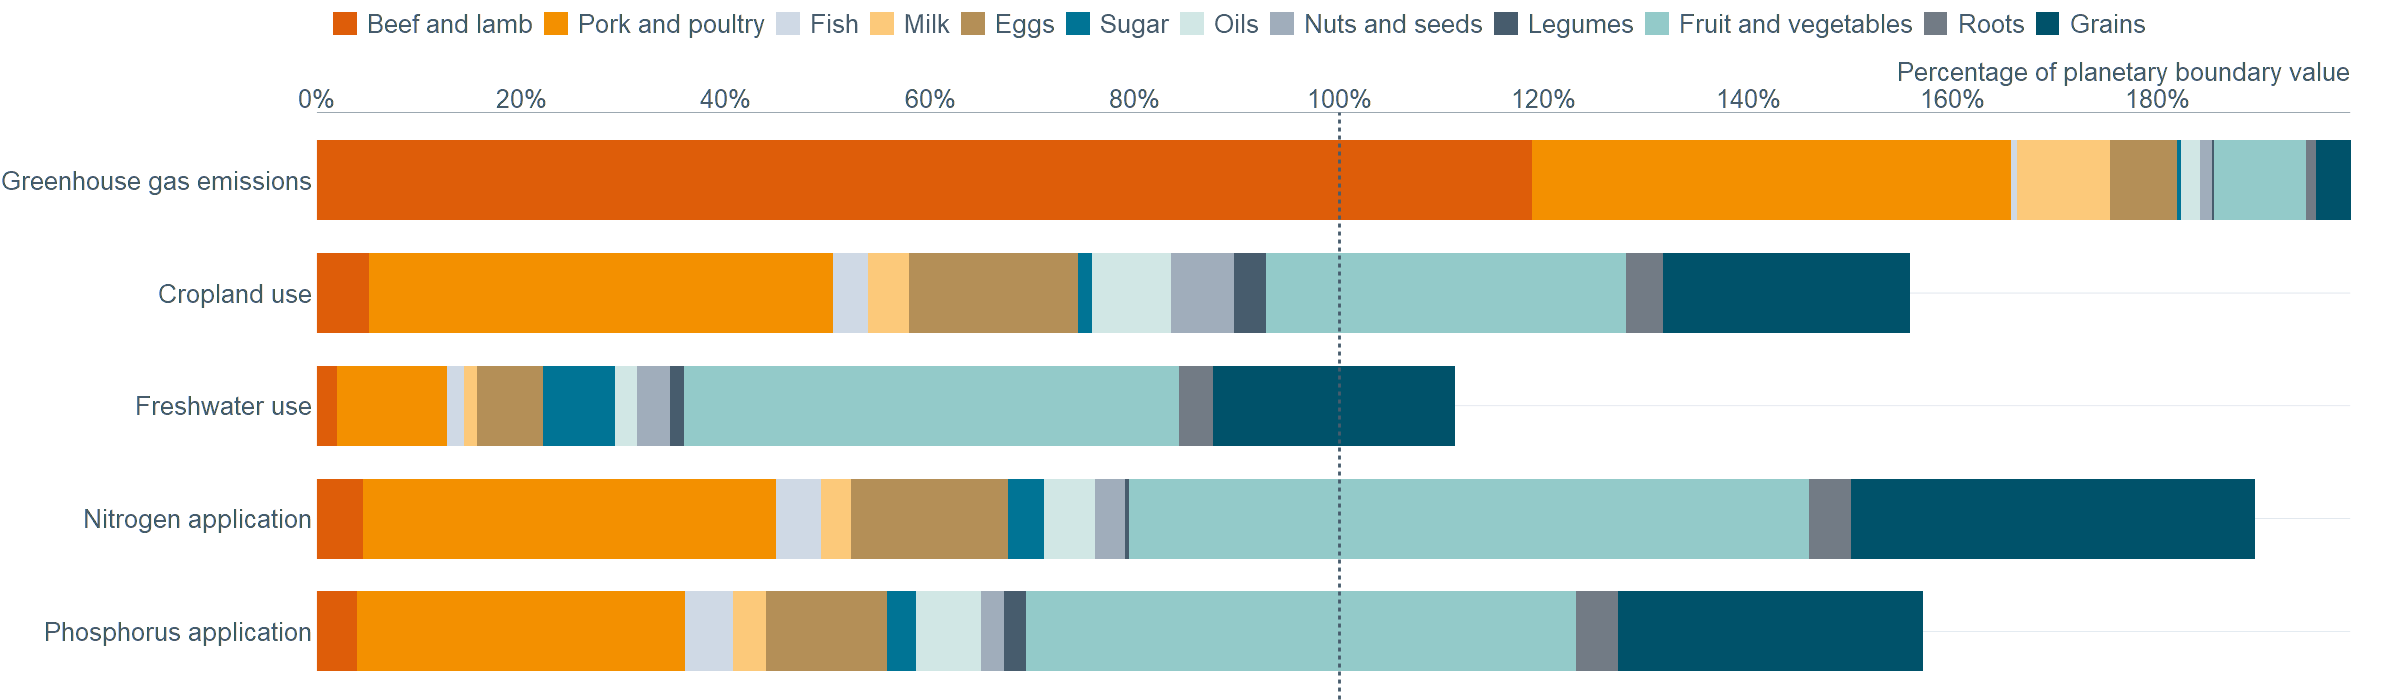 Beef and lamb Pork and poultry Fish Milk Eggs Sugar Oils Nuts and seeds Legumes Fruit and vegetables Roots Grains
Percentage of planetary boundary value
0% 20% 40% 60% 80% 100% 120% 140% 160% 180%
Greenhouse gas emissions
Cropland use
Freshwater use
Nitrogen application
Phosphorus application